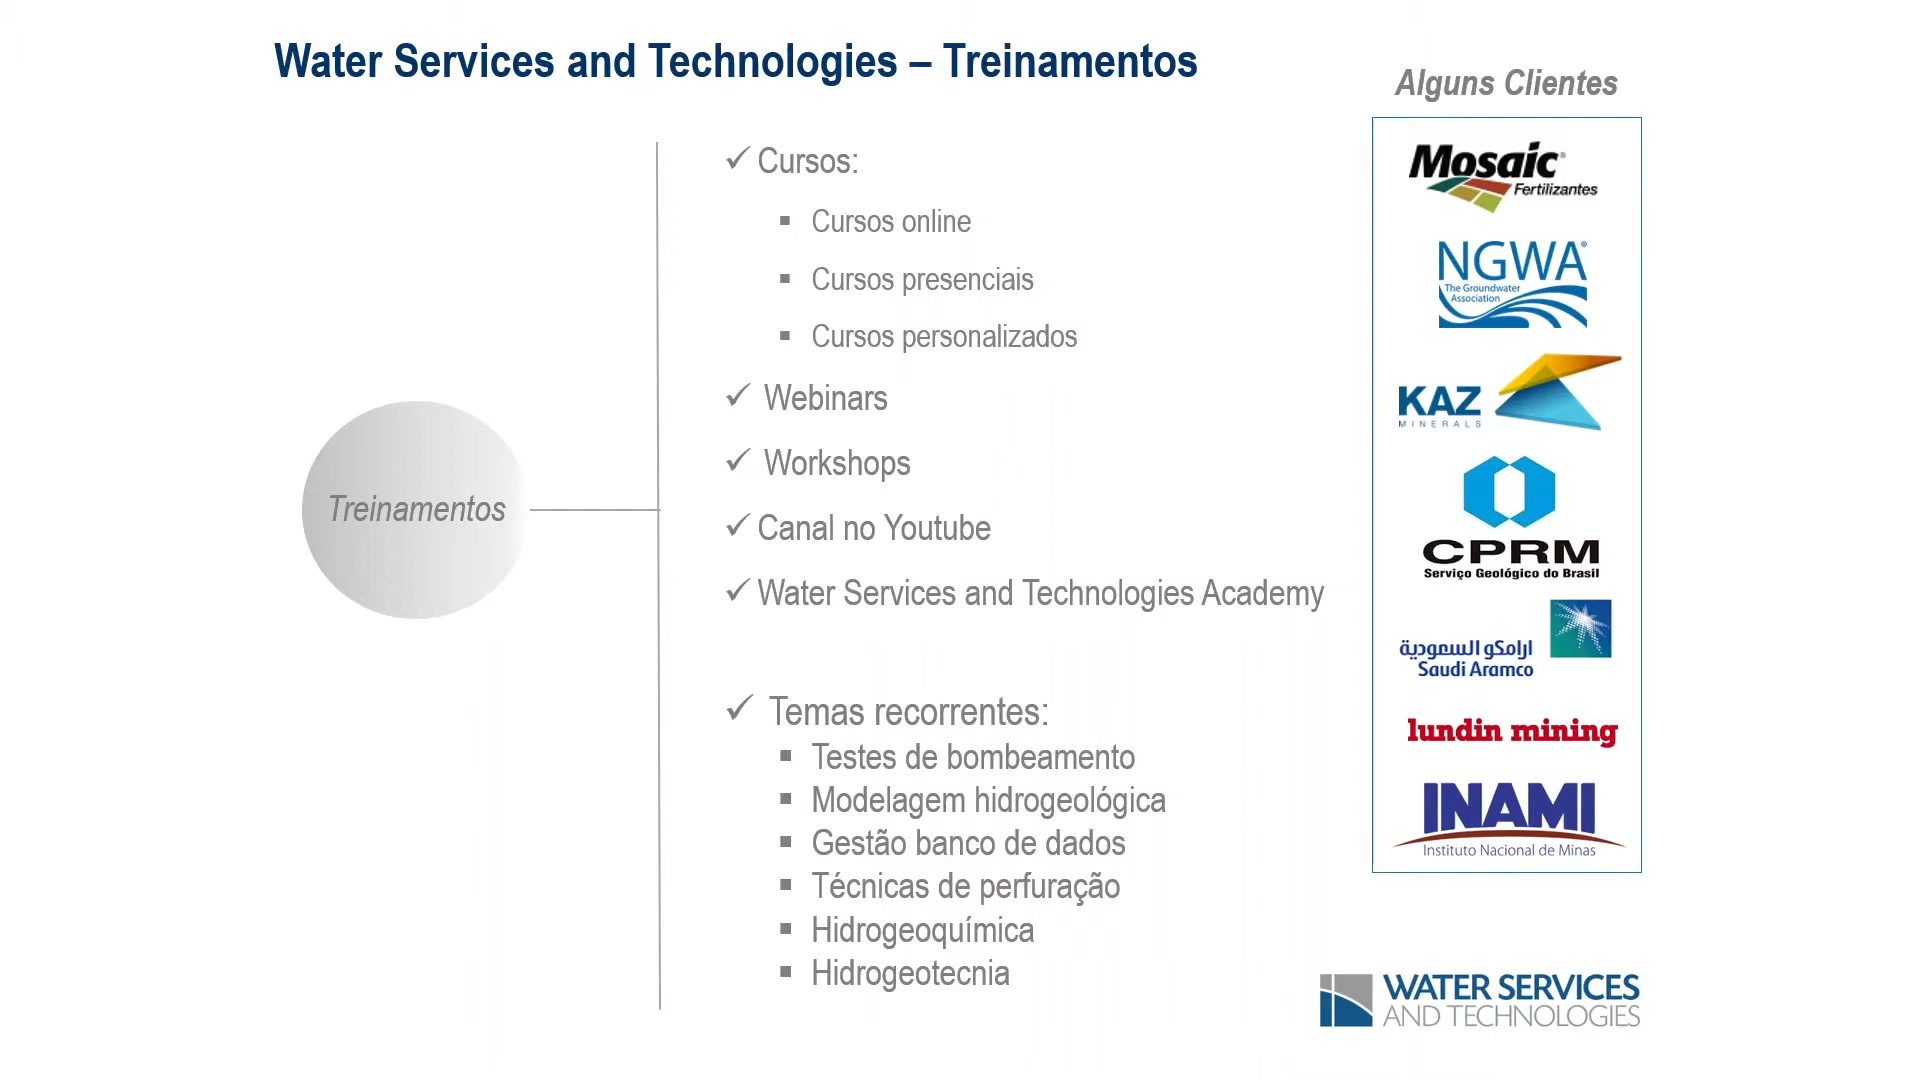 Water Services and Technologies – Treinamentos
Treinamentos
✓ Cursos:
▪ Cursos online
▪ Cursos presenciais
▪ Cursos personalizados
✓ Webinars
✓ Workshops
✓ Canal no Youtube
✓ Water Services and Technologies Academy
✓ Temas recorrentes:
▪ Testes de bombeamento
▪ Modelagem hidrogeológica
▪ Gestão banco de dados
▪ Técnicas de perfuração
▪ Hidrogeoquímica
▪ Hidrogeotecnia
Alguns Clientes
Mosaic®
Fertilizantes
NGWA®
The Groundwater
Association
KAZ
MINERALS
CPRM
Serviço Geológico do Brasil
ارامكو السعودية
Saudi Aramco
lundin mining
INAMI
Instituto Nacional de Minas
WATER SERVICES
AND TECHNOLOGIES